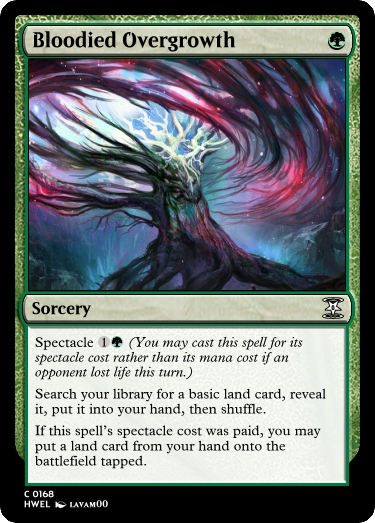 Bloodied Overgrowth
Sorcery
Spectacle 1 (You may cast this spell for its
spectacle cost rather than its mana cost if an
opponent lost life this turn.)
Search your library for a basic land card, reveal
it, put it into your hand, then shuffle.
If this spell's spectacle cost was paid, you may
put a land card from your hand onto the
battlefield tapped.
C 0168
HWEL LAVAM00